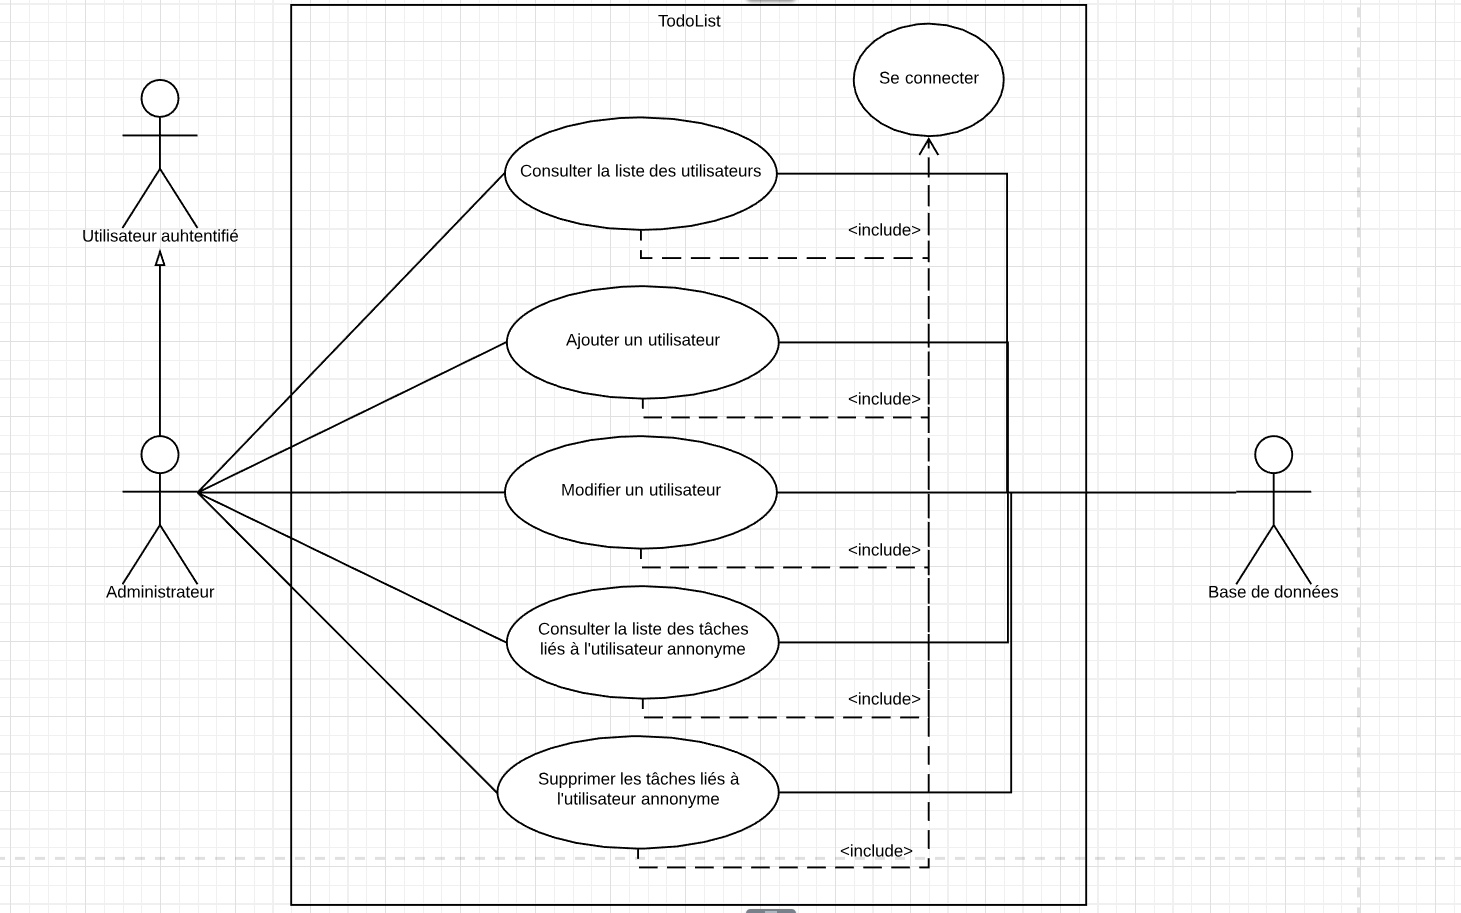 TodoList
Se connecter
Consulter la liste des utilisateurs
<include>
Utilisateur auhtentifié
Ajouter un utilisateur
<include>
Modifier un utilisateur
<include>
Administrateur
Base de données
Consulter la liste des tâches
liés à l'utilisateur annonyme
<include>
Supprimer les tâches liés à
l'utilisateur annonyme
<include>